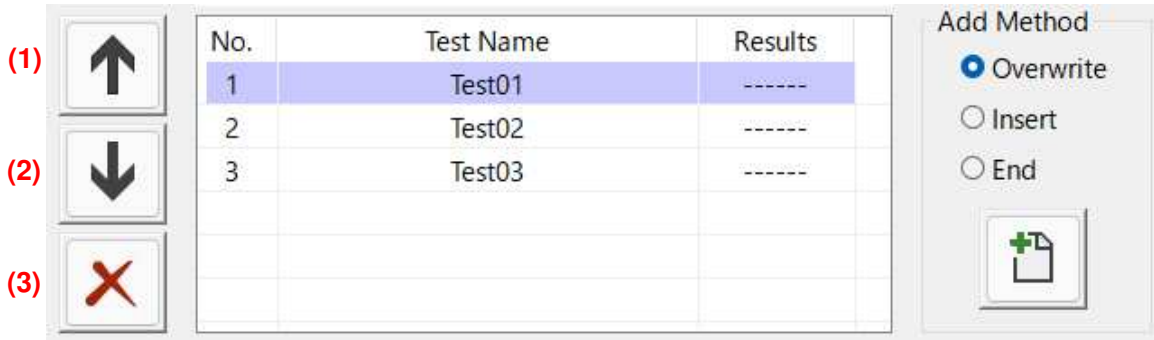 Add Method
No. Test Name Results
(1)
Overwrite
1 Test01 ------
Insert
2 Test02 ------
(2)
3 Test03 ------
End
(3)